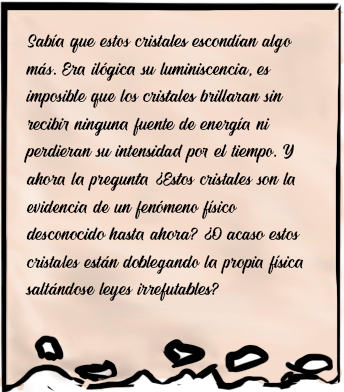 Sabía que estos cristales escondían algo
más. Era ilógica su luminiscencia, es
imposible que los cristales brillaran sin
recibir ninguna fuente de energía ni
perdieran su intensidad por el tiempo. Y
ahora la pregunta ¿Estos cristales son la
evidencia de un fenómeno físico
desconocido hasta ahora? ¿O acaso estos
cristales están doblegando la propia física
saltándose leyes irrefutables?